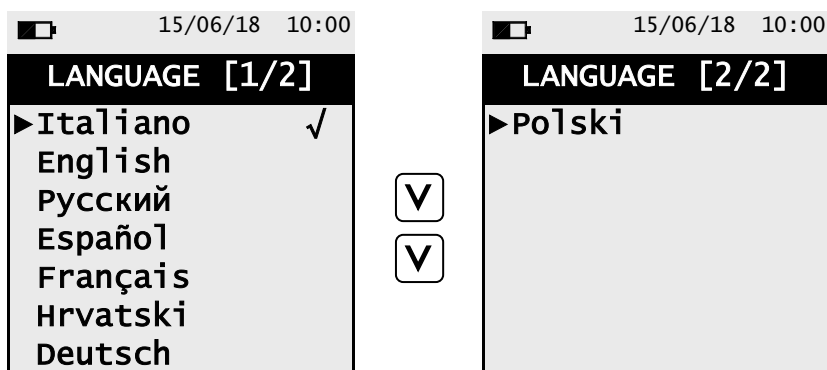 15/06/18 10:00
LANGUAGE [1/2]
►Italiano √
English
Русский
Español
Français
Hrvatski
Deutsch
V
V
15/06/18 10:00
LANGUAGE [2/2]
►Polski